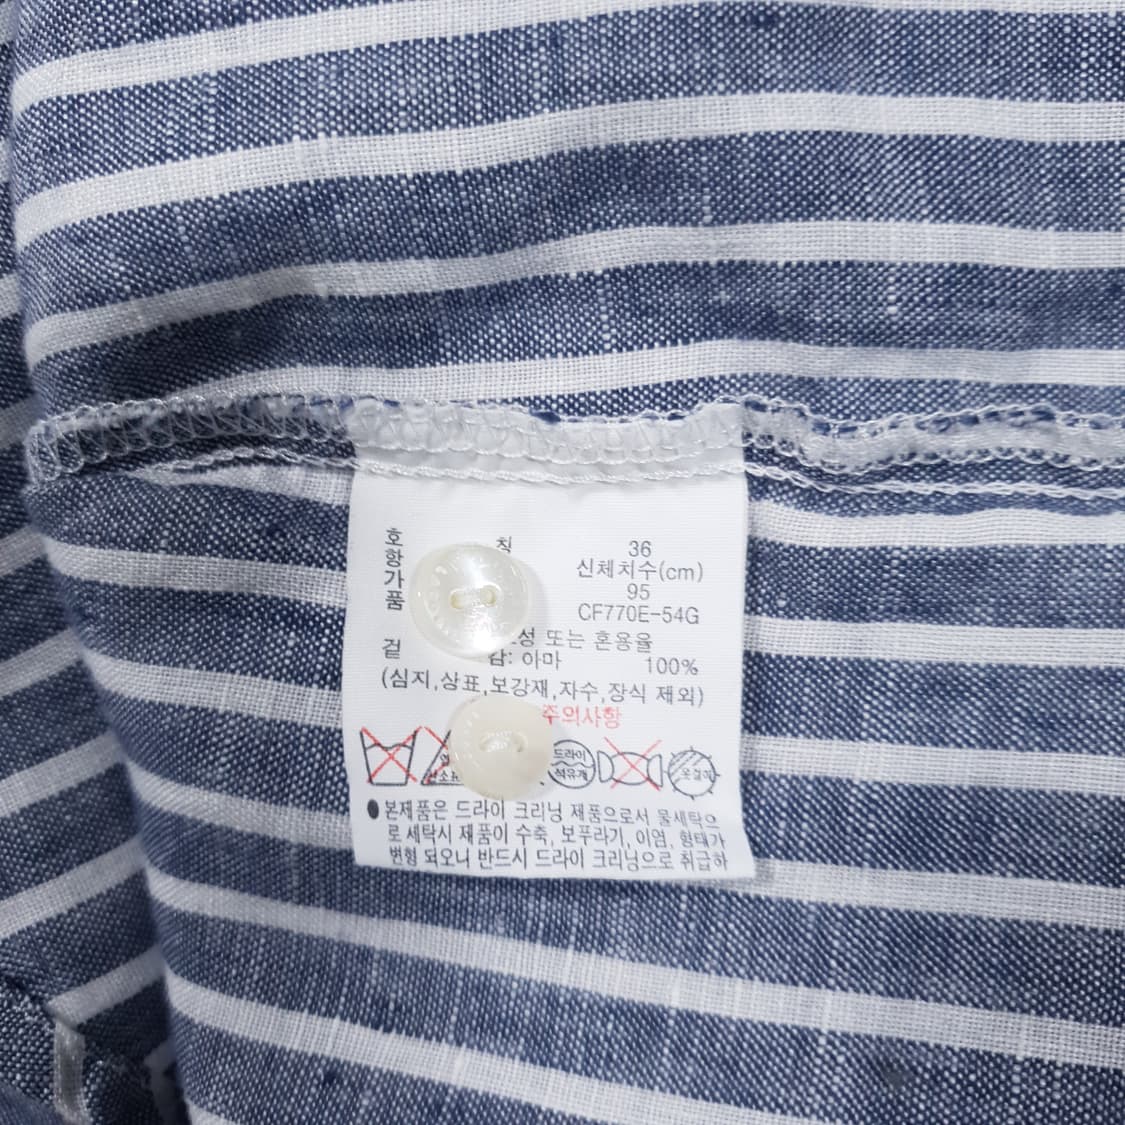 호 칭 36
항 신체치수(cm)
가 95
품 CF770E-54G
겉 성 또는 혼용율
감: 아마 100%
(심지,상표,보강재,자수,장식 제외)
주의사항
드라이
석유계
옷걸이
●본제품은 드라이 크리닝 제품으로서 물세탁으
로 세탁시 제품이 수축, 보푸라기, 이염, 형태가
변형 되오니 반드시 드라이 크리닝으로 취급하